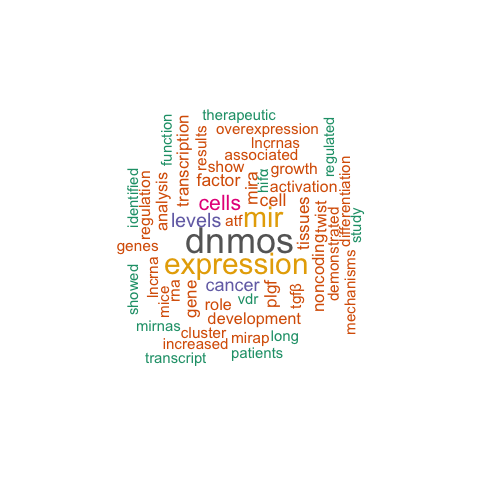 therapeutic
overexpression
lncrnas
associated
show
growth
factor
mira
hifα
cell
activation
regulated
function
transcription
results
identified
regulation
analysis
cells
levels
atf
mir
tissues
twist
differentiation
study
demonstrated
noncoding
mechanisms
genes
dnmos
expression
showed
lncrna
mice
rna
gene
cancer
vdr
plgf
tgfβ
role
development
mirnas
cluster
increased
mirap
long
transcript
patients